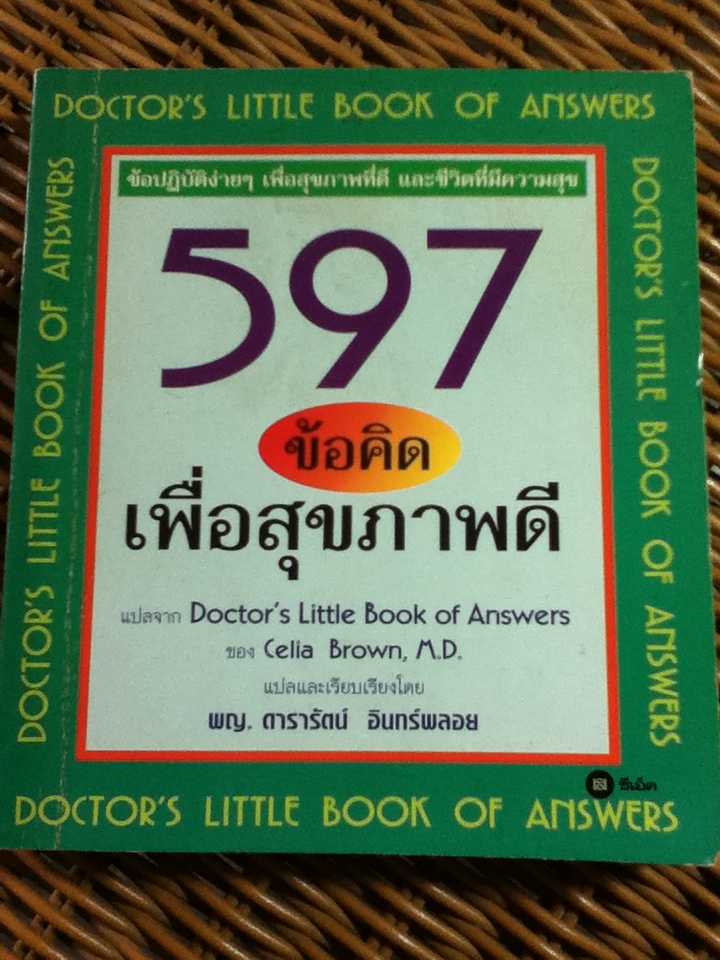 DOCTOR'S LITTLE BOOK OF ANSWERS
DOCTOR'S LITTLE BOOK OF ANSWERS
DOCTOR'S LITTLE BOOK OF ANSWERS
ข้อปฏิบัติง่ายๆ เพื่อสุขภาพที่ดี และชีวิตที่มีความสุข
597
ข้อคิด
เพื่อสุขภาพดี
แปลจาก Doctor's Little Book of Answers
ของ Celia Brown, M.D.
แปลและเรียบเรียงโดย
พญ. ดารารัตน์ อินทร์พลอย
ซีเอ็ด
DOCTOR'S LITTLE BOOK OF ANSWERS